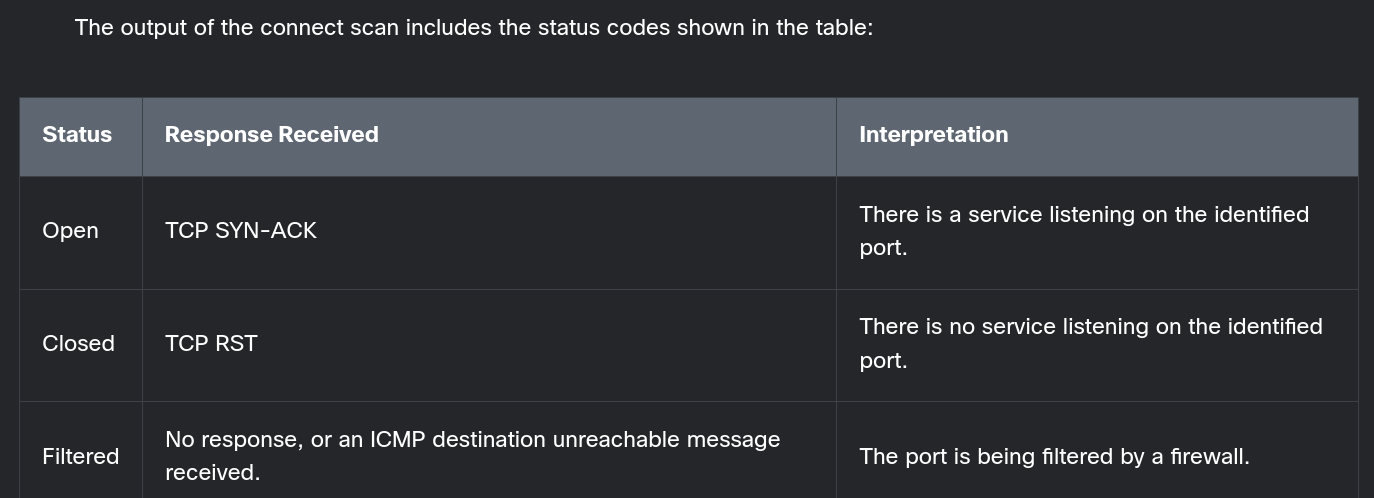 The output of the connect scan includes the status codes shown in the table:
Status
Response Received
Interpretation
Open
TCP SYN-ACK
There is a service listening on the identified
port.
Closed
TCP RST
There is no service listening on the identified
port.
Filtered
No response, or an ICMP destination unreachable message
received.
The port is being filtered by a firewall.